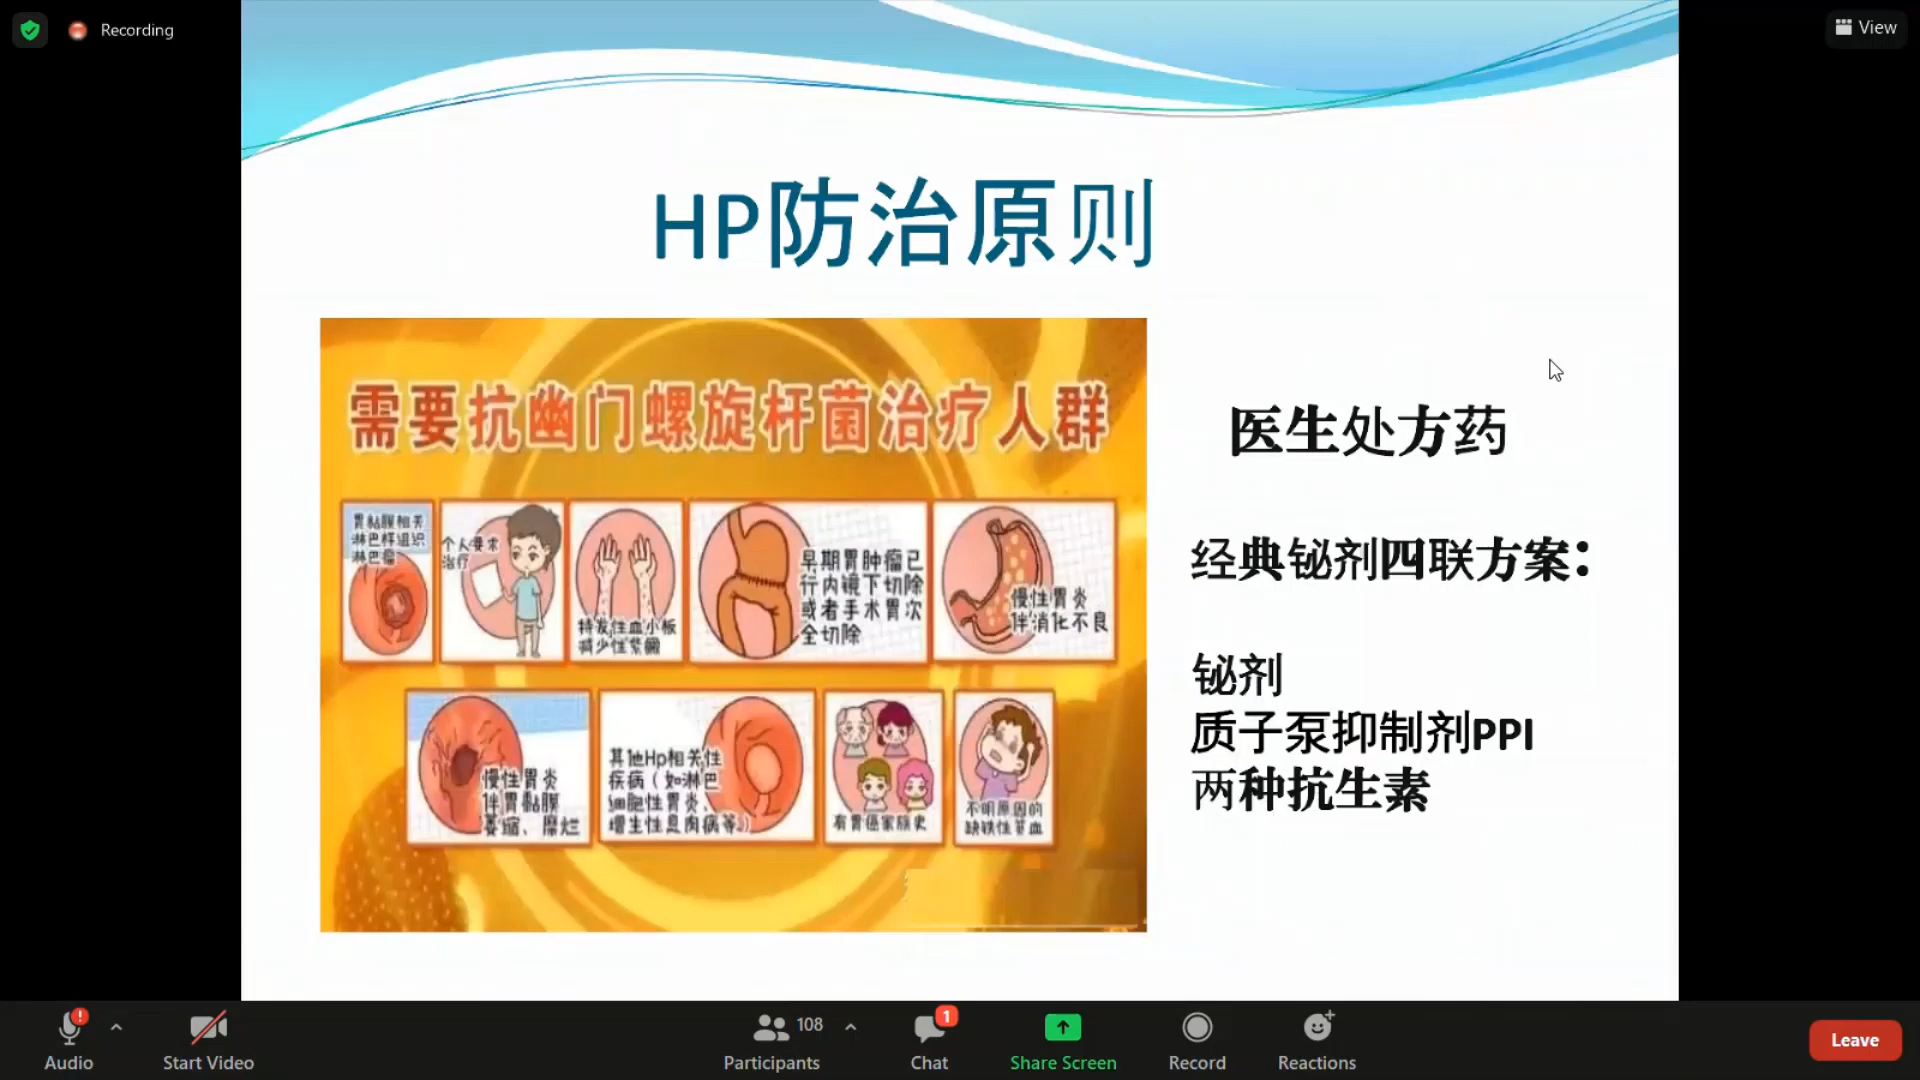 Recording
View
HP防治原则
需要抗幽门螺旋杆菌治疗人群
胃黏膜相关
淋巴样组织
淋巴瘤
个人要求
治疗
特发性血小板
减少性紫癜
早期胃肿瘤已
行内镜下切除
或者手术胃次
全切除
慢性胃炎
伴消化不良
慢性胃炎
伴胃黏膜
萎缩、糜烂
其他Hp相关性
疾病(如淋巴
细胞性胃炎、
增生性息肉病等)
有胃癌家族史
不明原因的
缺铁性贫血
医生处方药
经典铋剂四联方案：
铋剂
质子泵抑制剂PPI
两种抗生素
Audio
Start Video
108
Participants
1
Chat
Share Screen
Record
Reactions
Leave